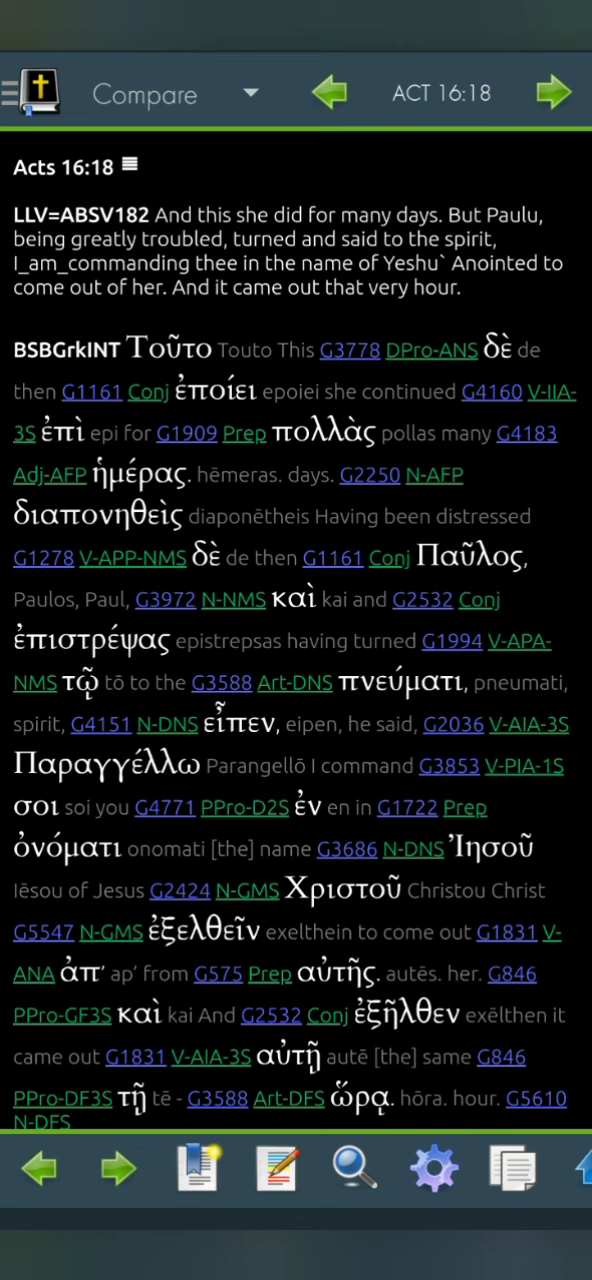 Compare
ACT 16:18
Acts 16:18
LLV=ABSV182 And this she did for many days. But Paulu,
being greatly troubled, turned and said to the spirit,
I_am_commanding thee in the name of Yeshu` Anointed to
come out of her. And it came out that very hour.
BSBGrkINT Τοῦτο Touto This G3778 DPro-ANS δὲ de
then G1161 Conj ἐποίει epoiei she continued G4160 V-IIA-
3S ἐπὶ epi for G1909 Prep πολλὰς pollas many G4183
Adj-AFP ἡμέρας. hēmeras. days. G2250 N-AFP
διαπονηθεὶς diaponētheis Having been distressed
G1278 V-APP-NMS δὲ de then G1161 Conj Παῦλος,
Paulos, Paul, G3972 N-NMS καὶ kai and G2532 Conj
ἐπιστρέψας epistrepsas having turned G1994 V-APA-
NMS τῷ tō to the G3588 Art-DNS πνεύματι, pneumati,
spirit, G4151 N-DNS εἶπεν, eipen, he said, G2036 V-AIA-3S
Παραγγέλλω Parangellō I command G3853 V-PIA-1S
σοι soi you G4771 PPro-D2S ἐν en in G1722 Prep
ὀνόματι onomati [the] name G3686 N-DNS Ἰησοῦ
Iēsou of Jesus G2424 N-GMS Χριστοῦ Christou Christ
G5547 N-GMS ἐξελθεῖν exelthein to come out G1831 V-
ANA ἀπ’ ap’ from G575 Prep αὐτῆς. autēs. her. G846
PPro-GF3S καὶ kai And G2532 Conj ἐξῆλθεν exēlthen it
came out G1831 V-AIA-3S αὐτῇ autē [the] same G846
PPro-DF3S τῇ tē - G3588 Art-DFS ὥρᾳ. hōra. hour. G5610
N-DFS